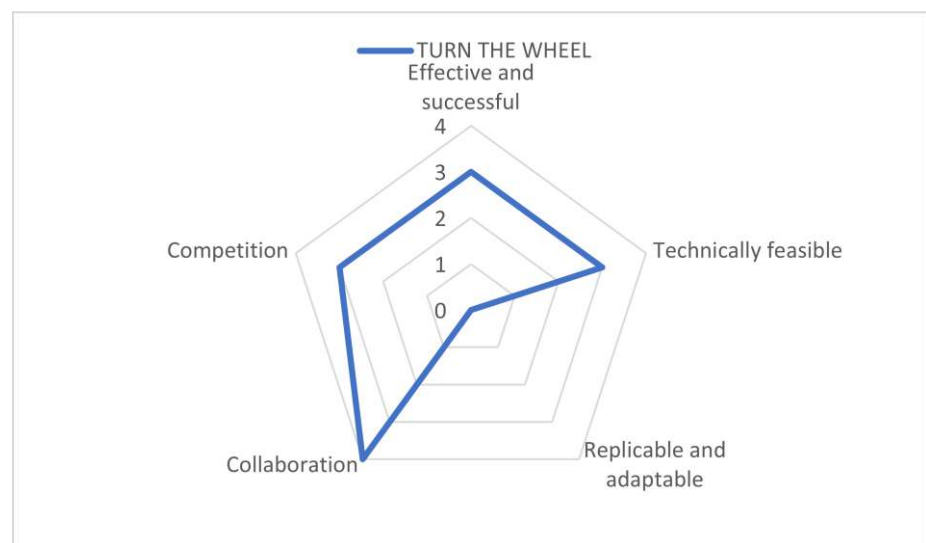 TURN THE WHEEL
Effective and
successful
4
3
2
1
0
Competition
Technically feasible
Collaboration
Replicable and
adaptable